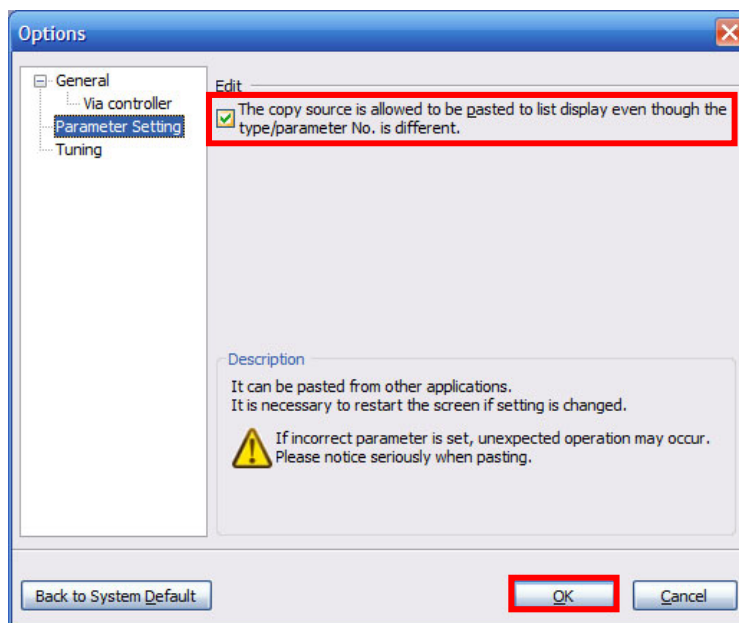 Options
General
Via controller
Parameter Setting
Tuning
Edit
The copy source is allowed to be pasted to list display even though the
type/parameter No. is different.
Description
It can be pasted from other applications.
It is necessary to restart the screen if setting is changed.
If incorrect parameter is set, unexpected operation may occur.
Please notice seriously when pasting.
Back to System Default
OK
Cancel